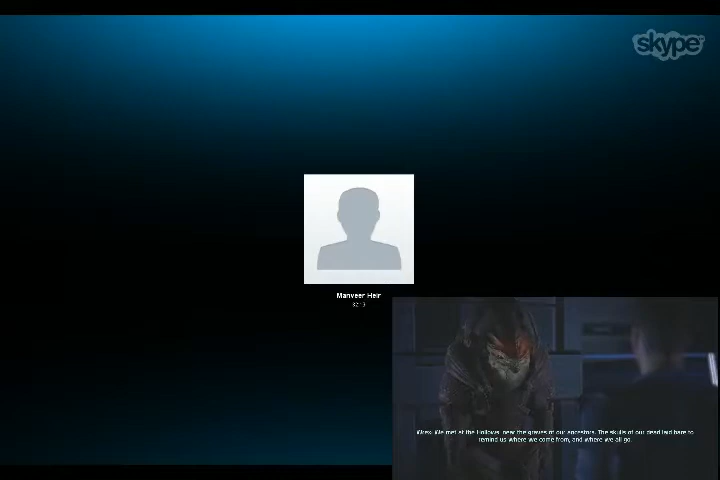 skype
Manveer Heir
Wrex: We met at the Hollows, near the graves of our ancestors. The skulls of our dead laid bare to
remind us where we come from, and where we all go.